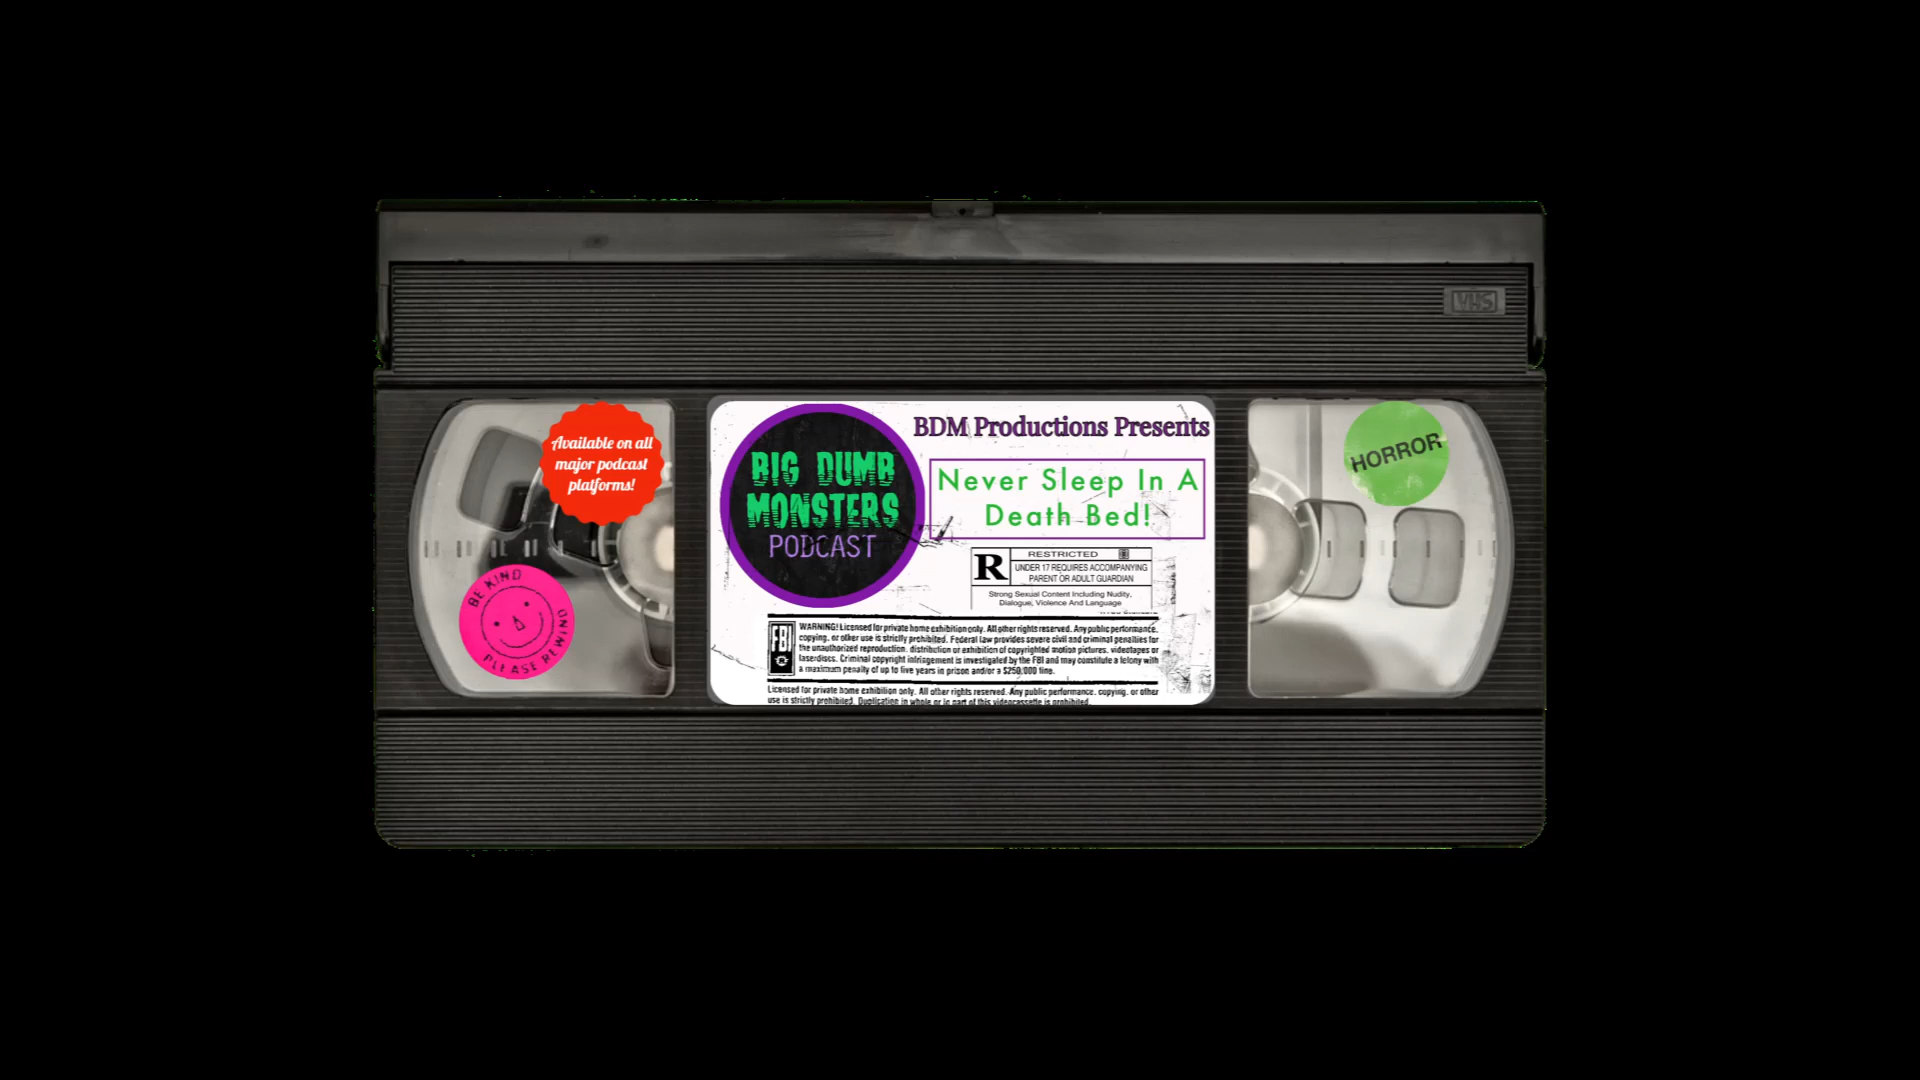 VHS
Available on all
major podcast
platforms!
BE KIND
PLEASE REWIND
BIG DUMB
MONSTERS
PODCAST
BDM Productions Presents
Never Sleep In A
Death Bed!
R
RESTRICTED
UNDER 17 REQUIRES ACCOMPANYING
PARENT OR ADULT GUARDIAN
Strong Sexual Content Including Nudity,
Dialogue, Violence And Language
FBI
WARNING! Licensed for private home exhibition only. All other rights reserved. Any public performance,
copying, or other use is strictly prohibited. Federal law provides severe civil and criminal penalties for
the unauthorized reproduction, distribution or exhibition of copyrighted motion pictures, videotapes or
laserdiscs. Criminal copyright infringement is investigated by the FBI and may constitute a felony with
a maximum penalty of up to five years in prison and/or a $250,000 fine.
Licensed for private home exhibition only. All other rights reserved. Any public performance, copying, or other
use is strictly prohibited. Duplication in whole or in part of this videocassette is prohibited.
HORROR